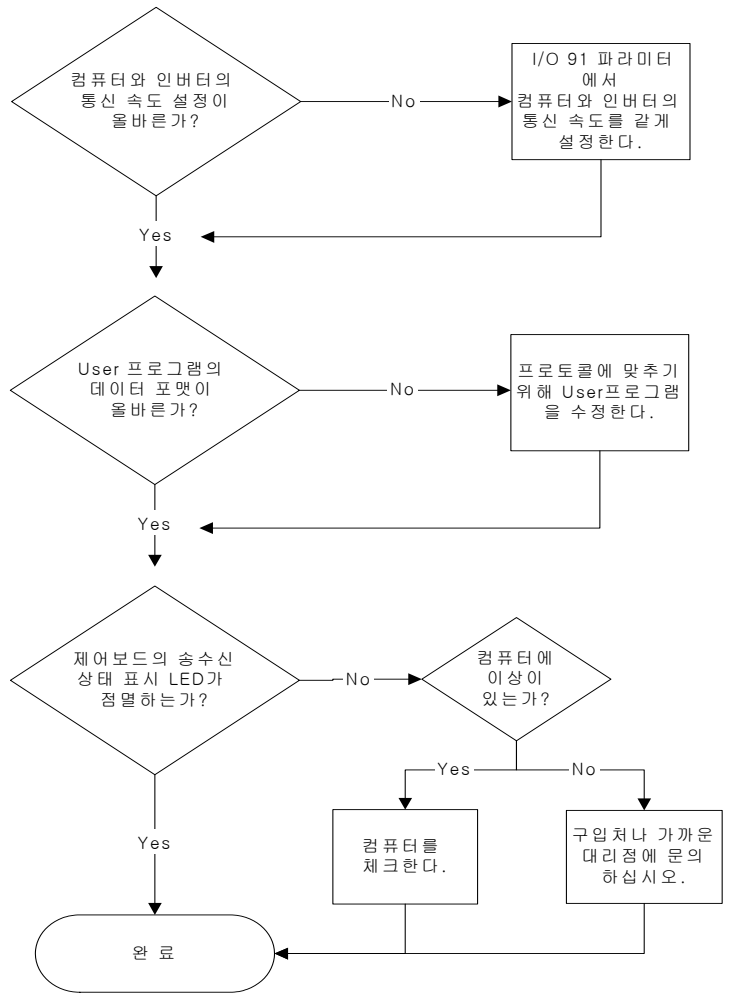 컴퓨터와 인버터의
통신 속도 설정이
올바른가?
No
I/O 91 파라미터
에서
컴퓨터와 인버터의
통신 속도를 같게
설정한다.
Yes
User 프로그램의
데이터 포맷이
올바른가?
No
프로토콜에 맞추기
위해 User프로그램
을 수정한다.
Yes
제어보드의 송수신
상태 표시 LED가
점멸하는가?
No
컴퓨터에
이상이
있는가?
Yes
No
Yes
컴퓨터를
체크한다.
구입처나 가까운
대리점에 문의
하십시오.
완 료